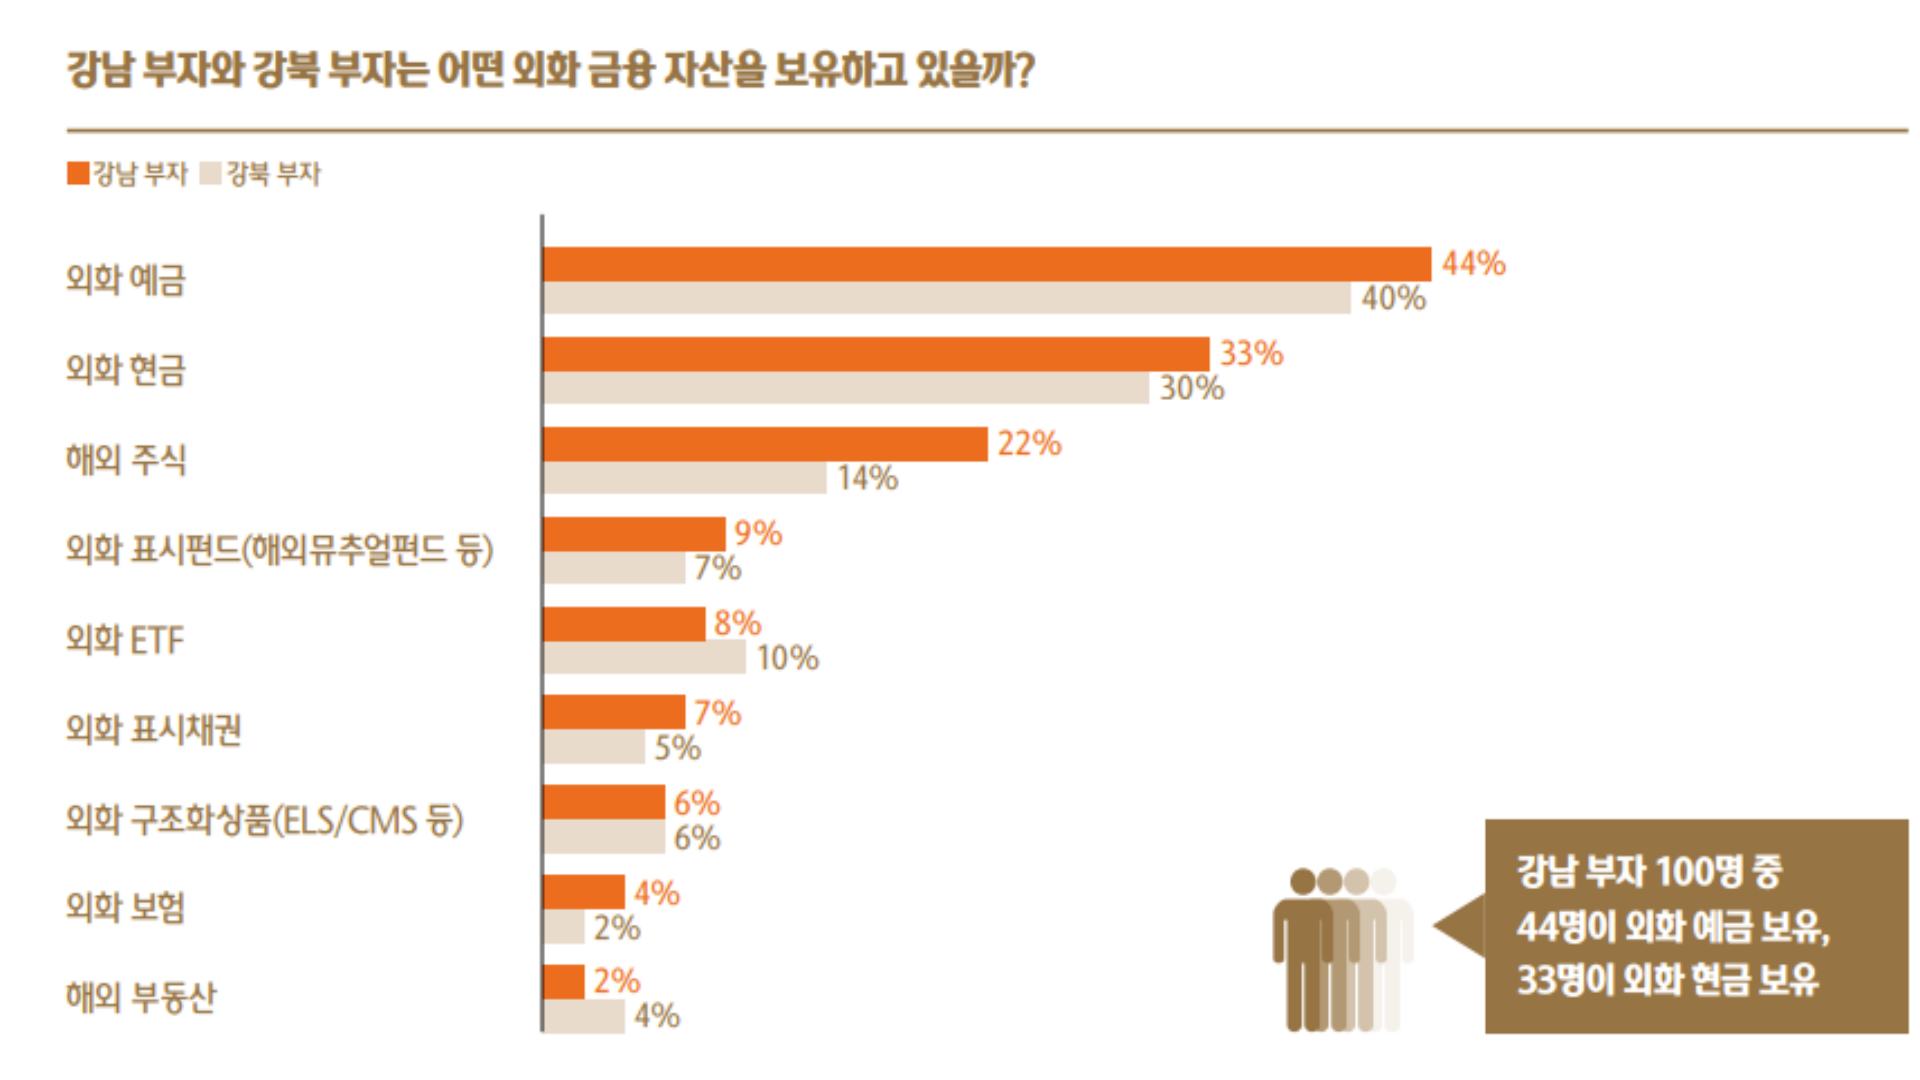 강남 부자와 강북 부자는 어떤 외화 금융 자산을 보유하고 있을까?
강남 부자 강북 부자
외화 예금 44%
40%
외화 현금 33%
30%
해외 주식 22%
14%
외화 표시펀드(해외뮤추얼펀드 등) 9%
7%
외화 ETF 8%
10%
외화 표시채권 7%
5%
외화 구조화상품(ELS/CMS 등) 6%
6%
외화 보험 4%
2%
해외 부동산 2%
4%
강남 부자 100명 중
44명이 외화 예금 보유,
33명이 외화 현금 보유